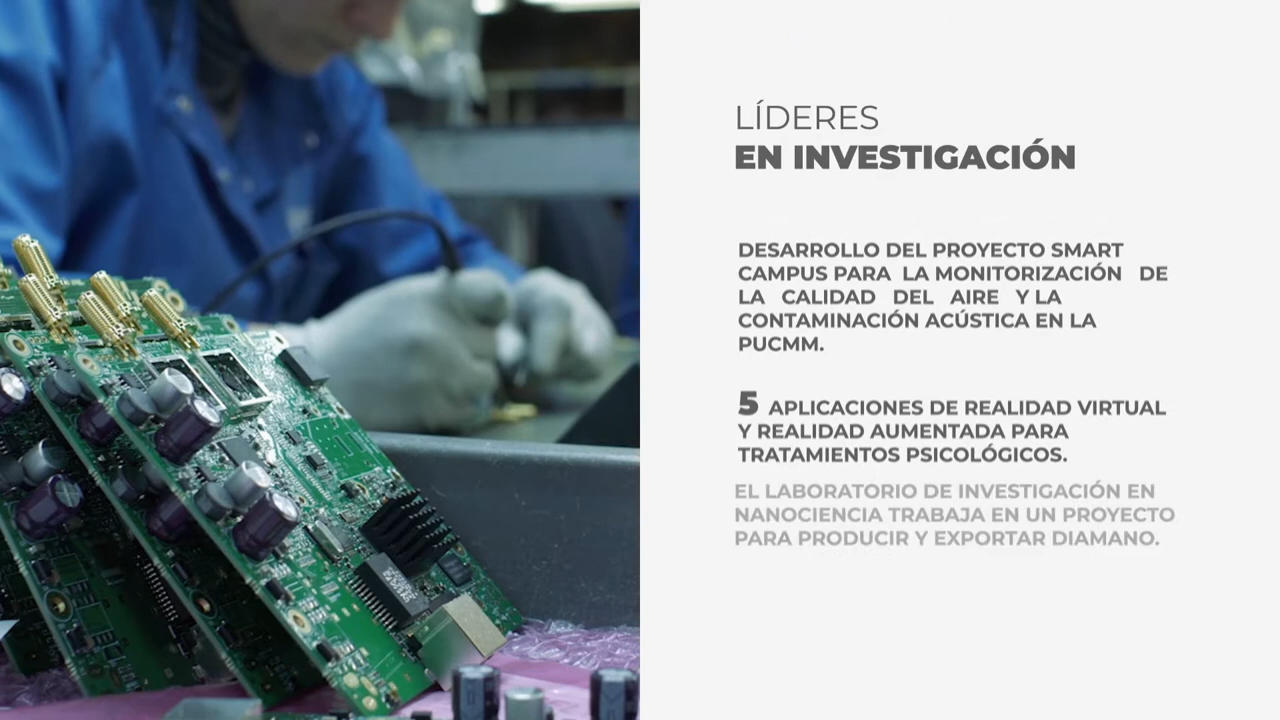 LÍDERES
EN INVESTIGACIÓN
DESARROLLO DEL PROYECTO SMART
CAMPUS PARA LA MONITORIZACIÓN DE
LA CALIDAD DEL AIRE Y LA
CONTAMINACIÓN ACÚSTICA EN LA
PUCMM.
5 APLICACIONES DE REALIDAD VIRTUAL
Y REALIDAD AUMENTADA PARA
TRATAMIENTOS PSICOLÓGICOS.
EL LABORATORIO DE INVESTIGACIÓN EN
NANOCIENCIA TRABAJA EN UN PROYECTO
PARA PRODUCIR Y EXPORTAR DIAMANO.